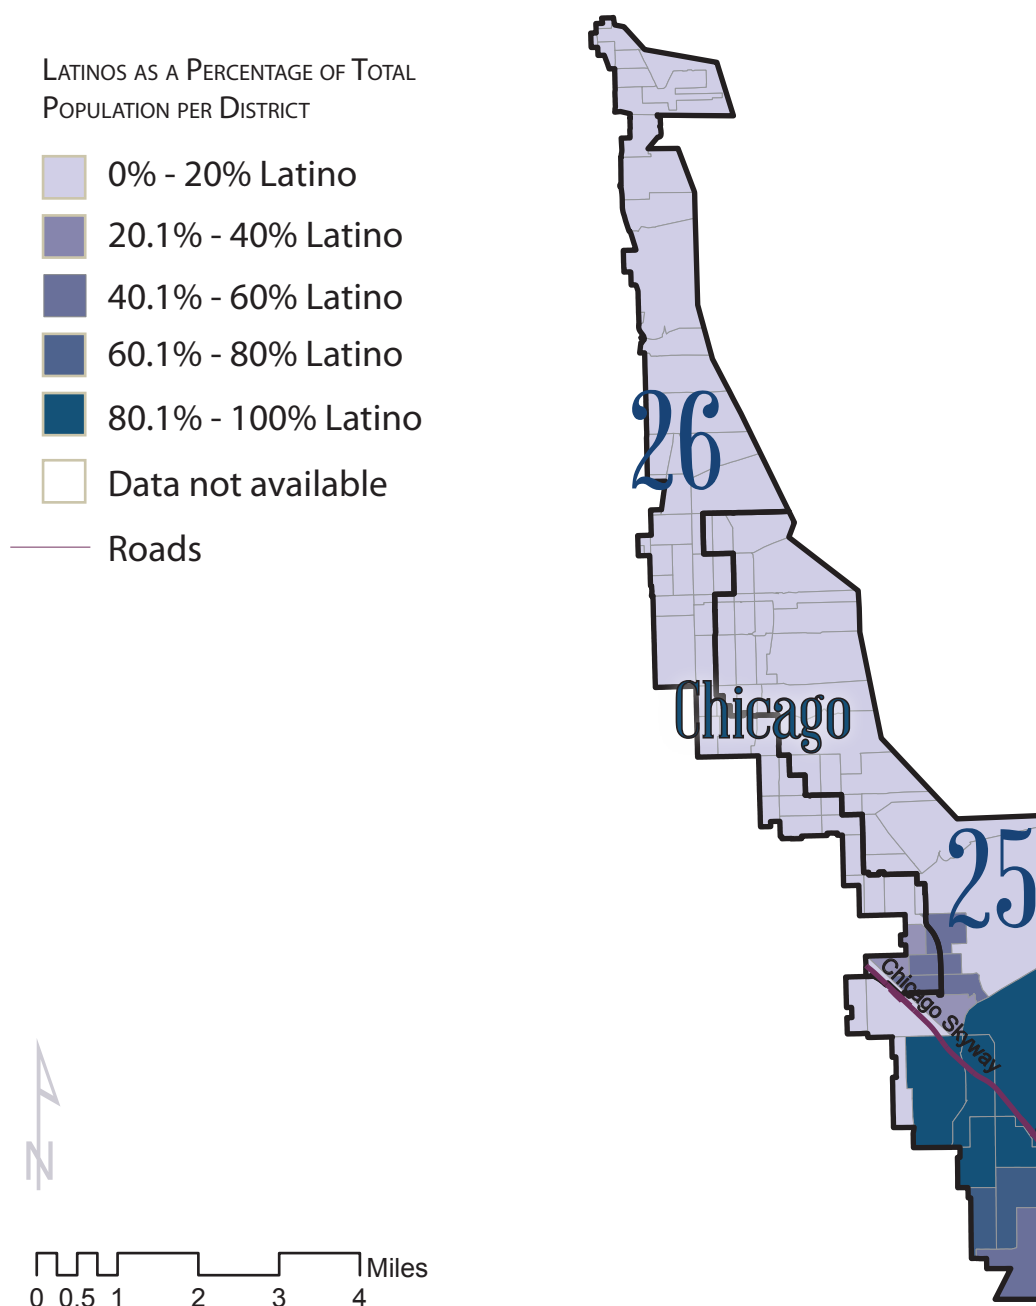 LATINOS AS A PERCENTAGE OF TOTAL
POPULATION PER DISTRICT
0% - 20% Latino
20.1% - 40% Latino
40.1% - 60% Latino
60.1% - 80% Latino
80.1% - 100% Latino
Data not available
Roads
26
Chicago
25
Chicago Skyway
N
Miles
0 0.5 1 2 3 4